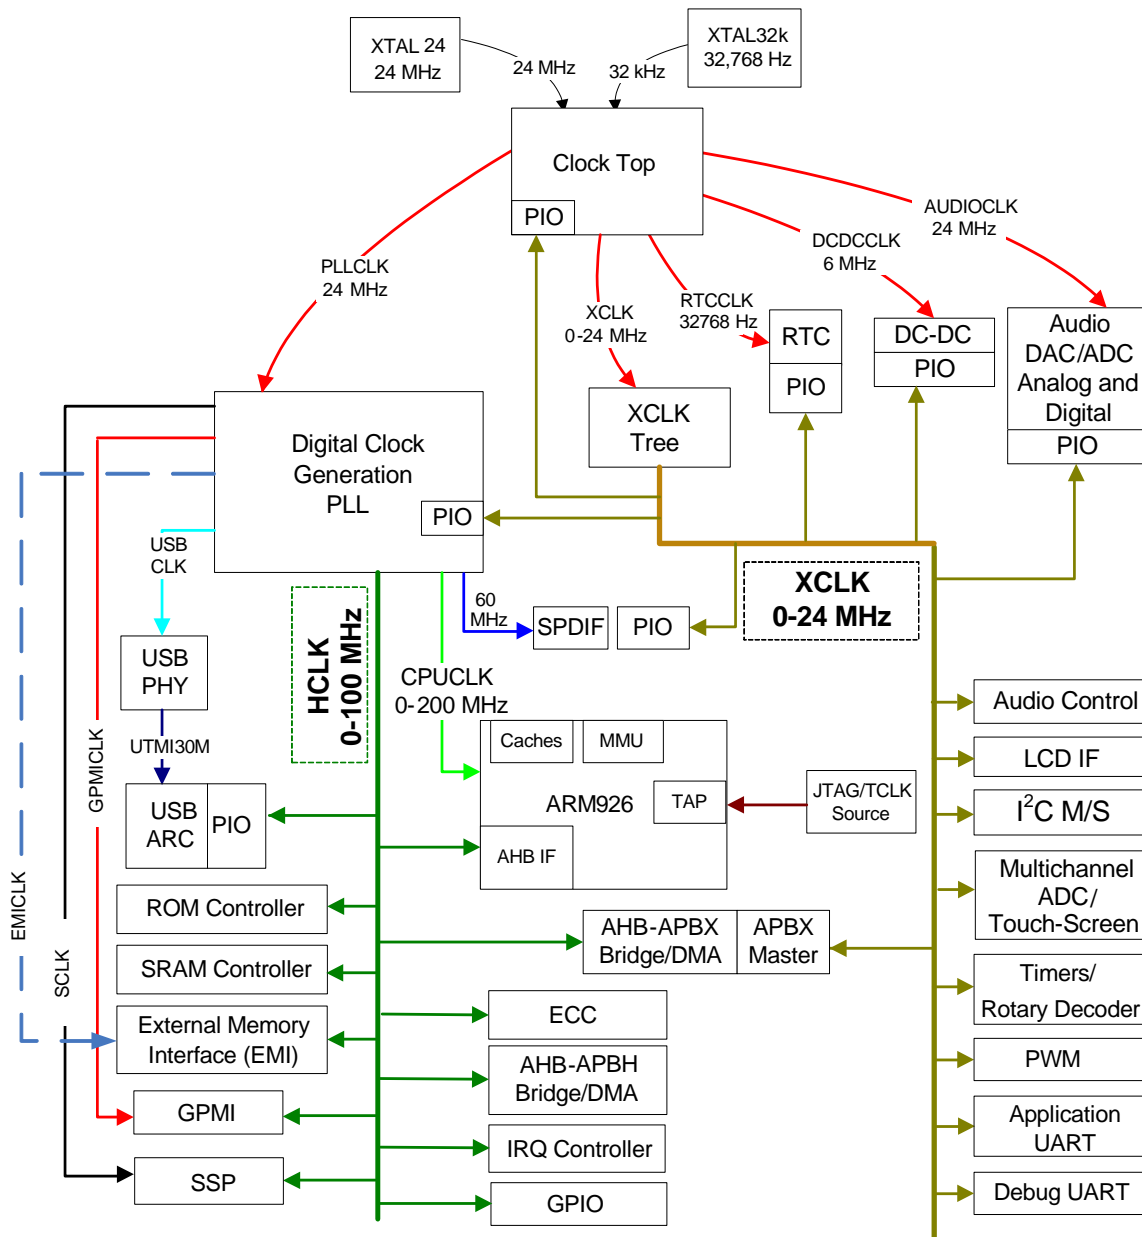 XTAL 24
24 MHz
XTAL32k
32,768 Hz
24 MHz
32 kHz
Clock Top
PIO
AUDIOCLK
24 MHz
DCDCCLK
6 MHz
PLLCLK
24 MHz
XCLK
0-24 MHz
RTCCLK
32768 Hz
RTC
PIO
DC-DC
PIO
Audio
DAC/ADC
Analog and
Digital
PIO
XCLK
Tree
Digital Clock
Generation
PLL
PIO
USB
CLK
HCLK
0-100 MHz
60
MHz
SPDIF
PIO
XCLK
0-24 MHz
USB
PHY
CPUCLK
0-200 MHz
UTMI30M
GPMICLK
EMICLK
SCLK
USB
ARC
PIO
Caches
MMU
ARM926
TAP
AHB IF
JTAG/TCLK
Source
Audio Control
LCD IF
I²C M/S
Multichannel
ADC/
Touch-Screen
Timers/
Rotary Decoder
PWM
Application
UART
Debug UART
ROM Controller
SRAM Controller
External Memory
Interface (EMI)
GPMI
SSP
AHB-APBX
Bridge/DMA
APBX
Master
ECC
AHB-APBH
Bridge/DMA
IRQ Controller
GPIO